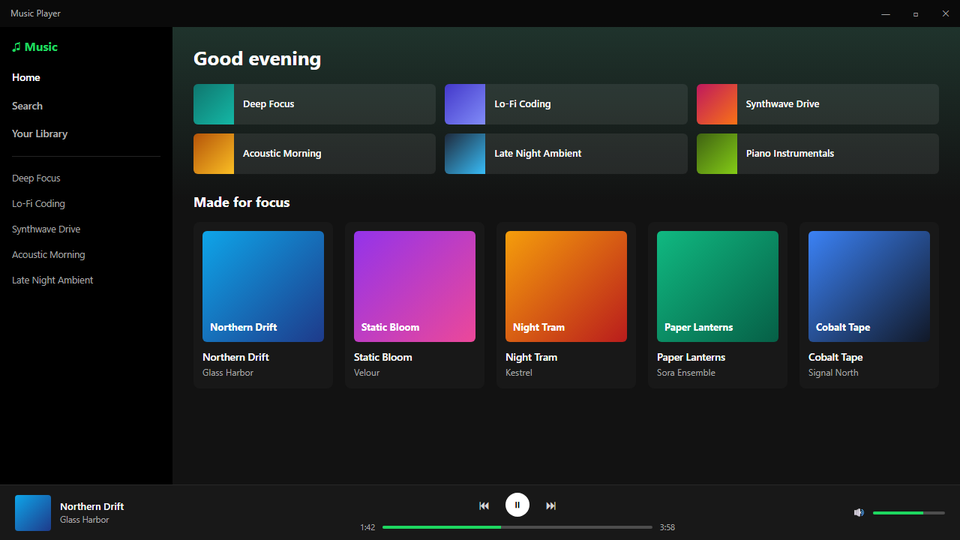 Music Player
♫ Music
Home
Search
Your Library
Deep Focus
Lo-Fi Coding
Synthwave Drive
Acoustic Morning
Late Night Ambient
Good evening
Deep Focus
Lo-Fi Coding
Synthwave Drive
Acoustic Morning
Late Night Ambient
Piano Instrumentals
Made for focus
Northern Drift
Northern Drift
Glass Harbor
Static Bloom
Static Bloom
Velour
Night Tram
Night Tram
Kestrel
Paper Lanterns
Paper Lanterns
Sora Ensemble
Cobalt Tape
Cobalt Tape
Signal North
Northern Drift
Glass Harbor
1:42
3:58